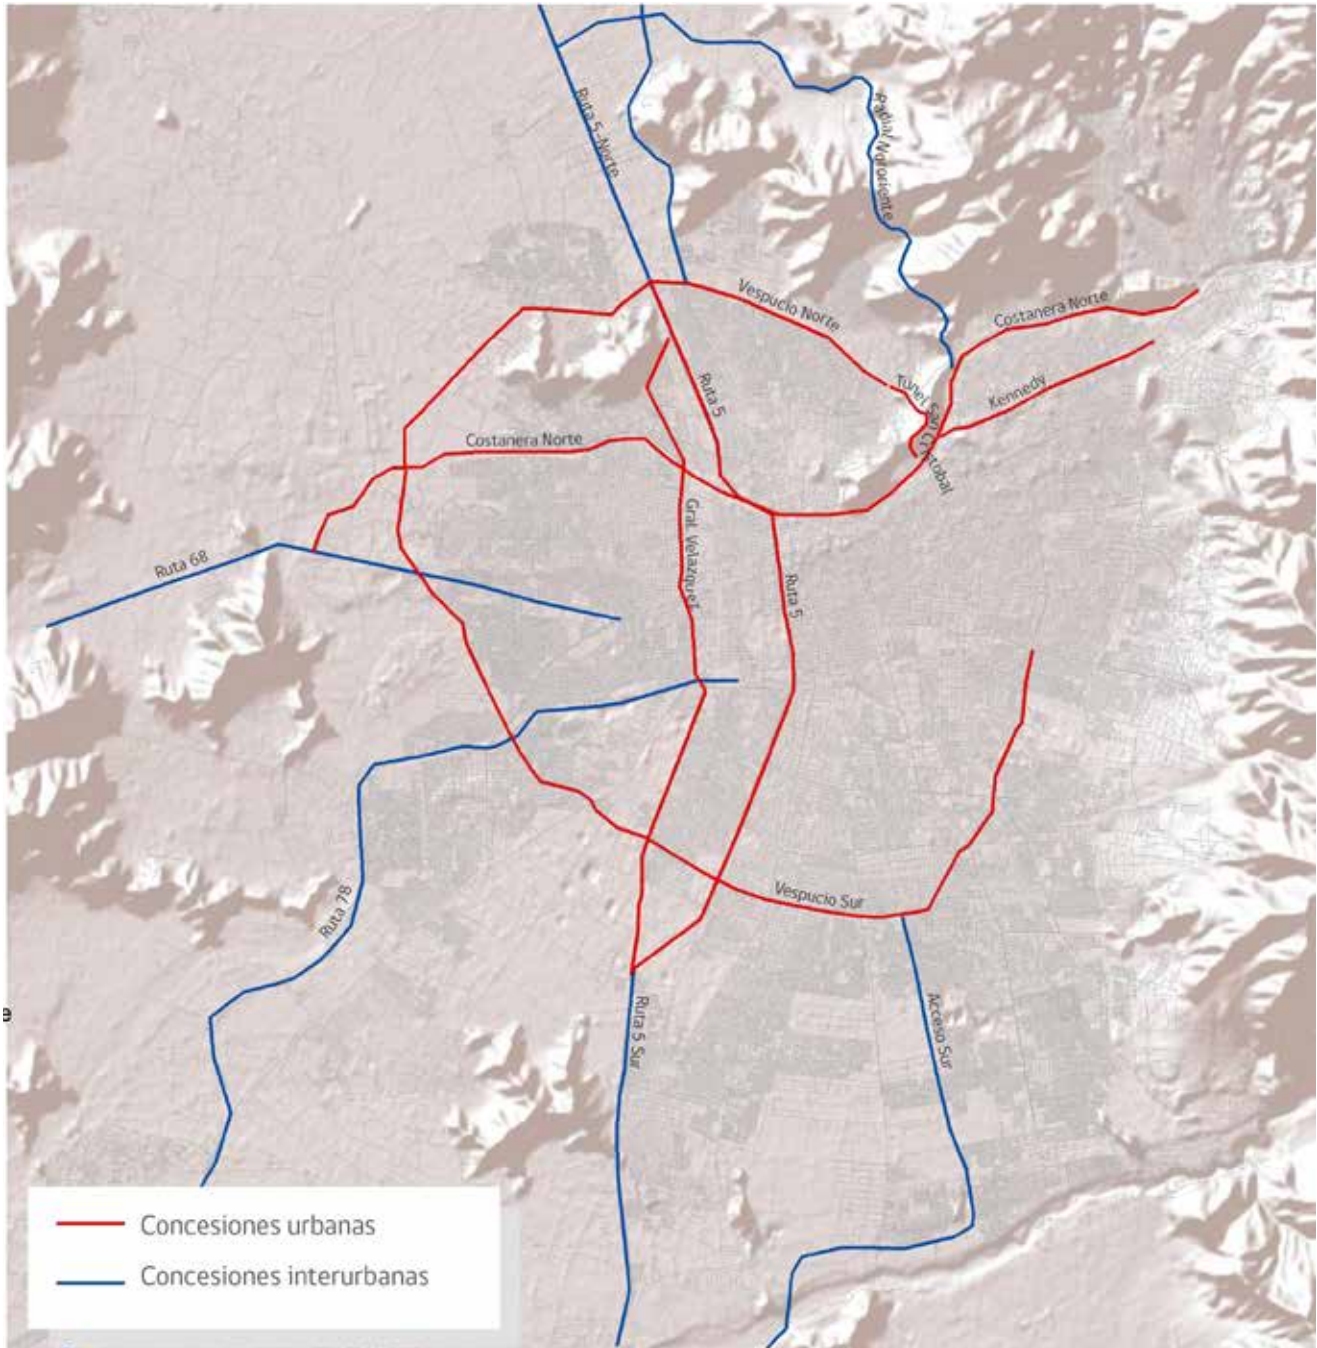 Ruta 5 Norte
Radial Nororiente
Vespucio Norte
Costanera Norte
Túnel San Cristóbal
Kennedy
Ruta 5
Costanera Norte
Gral. Velazquez
Ruta 68
Ruta 5
Vespucio Sur
Ruta 78
Ruta 5 Sur
Acceso Sur
e
Concesiones urbanas
Concesiones interurbanas